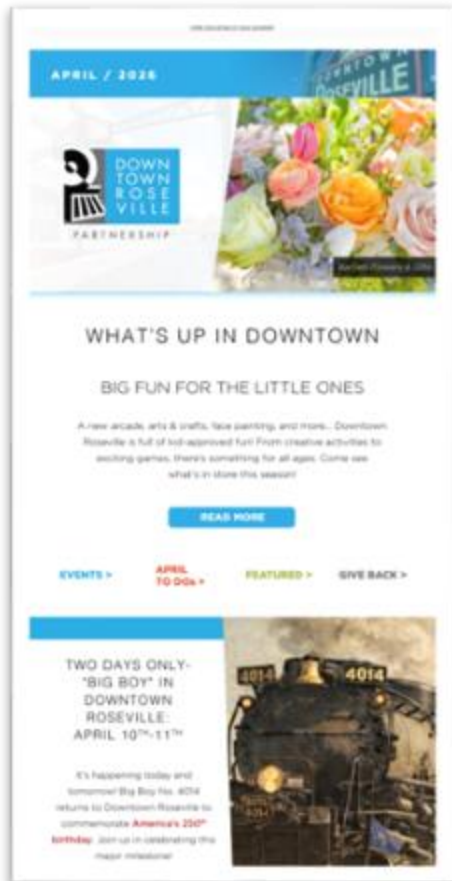 APRIL / 2026
DOWNTOWN
ROSEVILLE
DOWN
TOWN
ROSE
VILLE
PARTNERSHIP
WHAT'S UP IN DOWNTOWN
BIG FUN FOR THE LITTLE ONES
A new arcade, arts & crafts, face painting, and more... Downtown
Roseville is full of kid-approved fun! From creative activities to
exciting games, there's something for all ages. Come see
what's in store this season!
READ MORE
EVENTS >
APRIL
TO DOs >
FEATURED >
GIVE BACK >
TWO DAYS ONLY-
"BIG BOY" IN
DOWNTOWN
ROSEVILLE:
APRIL 10TH-11TH
It's happening today and
tomorrow! Big Boy No. 4014
returns to Downtown Roseville to
commemorate America's 250th
birthday. Join us in celebrating this
major milestone!
4014
4014
4014